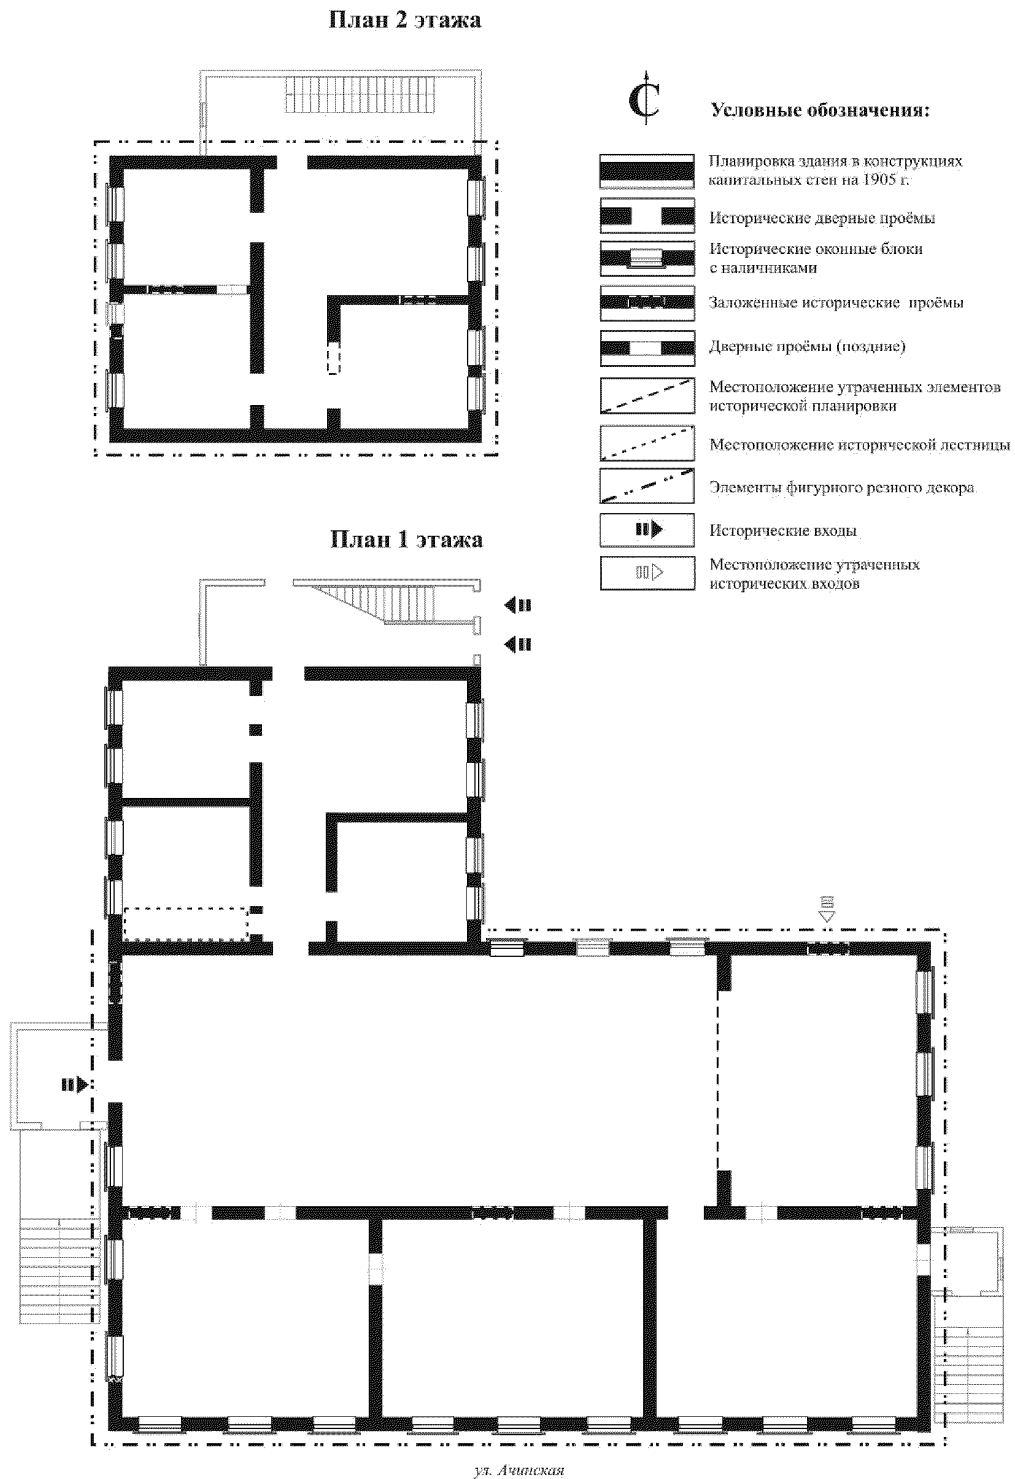 План 2 этажа
С
Условные обозначения:
Планировка здания в конструкциях
капитальных стен на 1905 г.
Исторические дверные проёмы
Исторические оконные блоки
с наличниками
Заложенные исторические проёмы
Дверные проёмы (поздние)
Местоположение утраченных элементов
исторической планировки
Местоположение исторической лестницы
Элементы фигурного резного декора
Исторические входы
Местоположение утраченных
исторических входов
План 1 этажа
ул. Ачинская